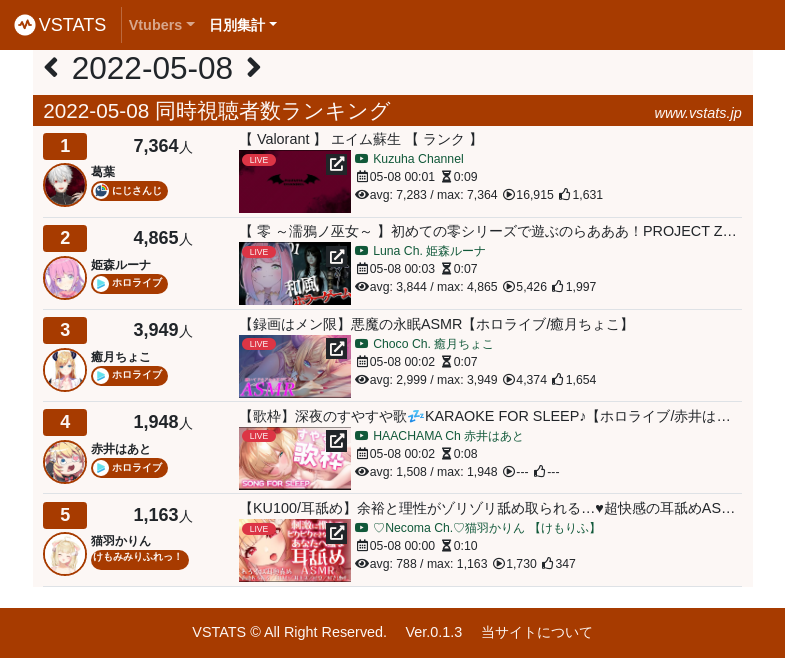 VSTATS Vtubers 日別集計
2022-05-08
2022-05-08 同時視聴者数ランキング www.vstats.jp
1 7,364人
葛葉
にじさんじ
【 Valorant 】 エイム蘇生 【 ランク 】
LIVE
Kuzuha Channel
05-08 00:01 0:09
avg: 7,283 / max: 7,364 16,915 1,631
2 4,865人
姫森ルーナ
ホロライブ
【 零 ～濡鴉ノ巫女～ 】初めての零シリーズで遊ぶのらあああ！PROJECT Z…
LIVE
和風
ホラーゲーム
Luna Ch. 姫森ルーナ
05-08 00:03 0:07
avg: 3,844 / max: 4,865 5,426 1,997
3 3,949人
癒月ちょこ
ホロライブ
【録画はメン限】悪魔の永眠ASMR【ホロライブ/癒月ちょこ】
LIVE
ASMR
Choco Ch. 癒月ちょこ
05-08 00:02 0:07
avg: 2,999 / max: 3,949 4,374 1,654
4 1,948人
赤井はあと
ホロライブ
【歌枠】深夜のすやすや歌💤KARAOKE FOR SLEEP♪【ホロライブ/赤井は…
LIVE
歌枠
SONG FOR SLEEP
HAACHAMA Ch 赤井はあと
05-08 00:02 0:08
avg: 1,508 / max: 1,948 --- ---
5 1,163人
猫羽かりん
けもみみりふれっ！
【KU100/耳舐め】余裕と理性がゾリゾリ舐め取られる…♥超快感の耳舐めAS…
LIVE
耳舐め
ASMR
♡Necoma Ch.♡猫羽かりん 【けもりふ】
05-08 00:00 0:10
avg: 788 / max: 1,163 1,730 347
VSTATS © All Right Reserved. Ver.0.1.3 当サイトについて